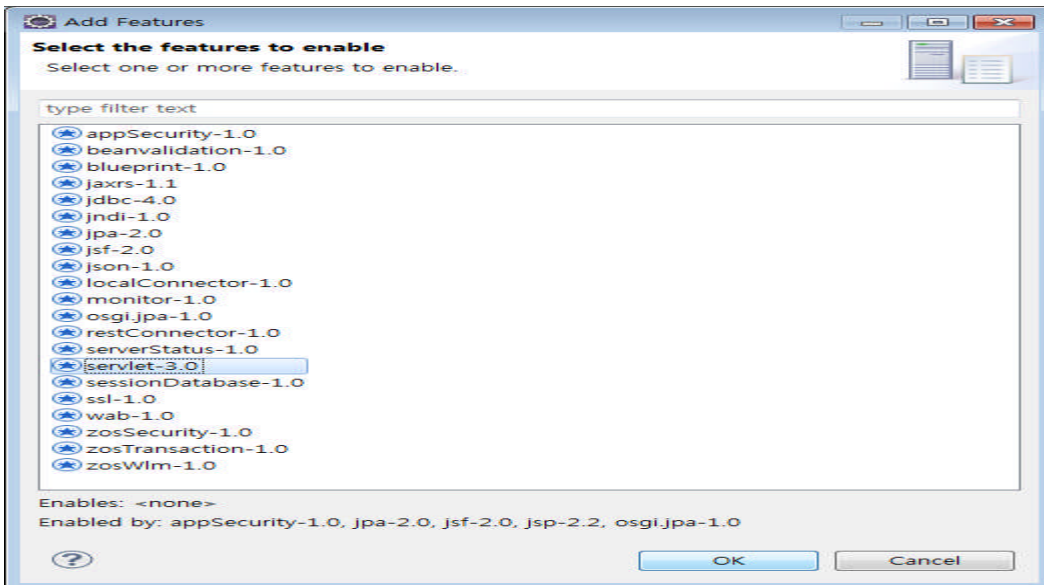 Add Features
Select the features to enable
Select one or more features to enable.
type filter text
appSecurity-1.0
beanvalidation-1.0
blueprint-1.0
jaxrs-1.1
jdbc-4.0
jndi-1.0
jpa-2.0
jsf-2.0
json-1.0
localConnector-1.0
monitor-1.0
osgi.jpa-1.0
restConnector-1.0
serverStatus-1.0
servlet-3.0
sessionDatabase-1.0
ssl-1.0
wab-1.0
zosSecurity-1.0
zosTransaction-1.0
zosWlm-1.0
Enables: <none>
Enabled by: appSecurity-1.0, jpa-2.0, jsf-2.0, jsp-2.2, osgi.jpa-1.0
?
OK
Cancel